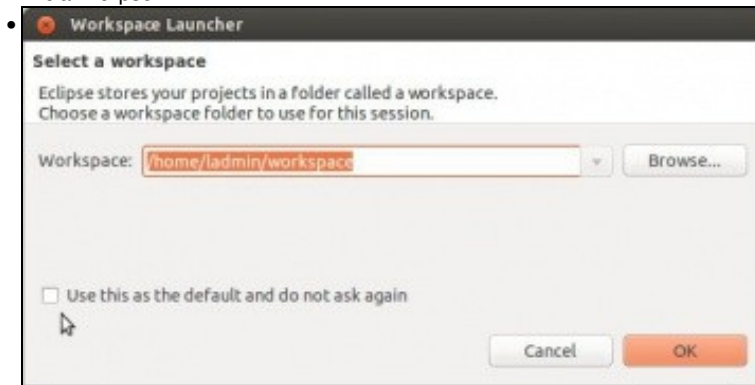 Workspace Launcher
Select a workspace
Eclipse stores your projects in a folder called a workspace.
Choose a workspace folder to use for this session.
Workspace: /home/ladmin/workspace Browse...
Use this as the default and do not ask again
Cancel OK